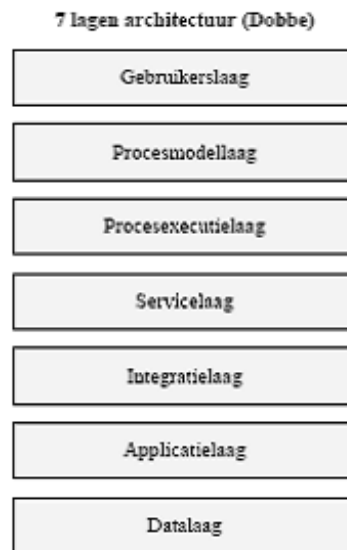 7 lagen architectuur (Dobbe)
Gebruikerslaag
Procesmodellaag
Procesexecutielaag
Servicelaag
Integratielaag
Applicatielaag
Datalaag